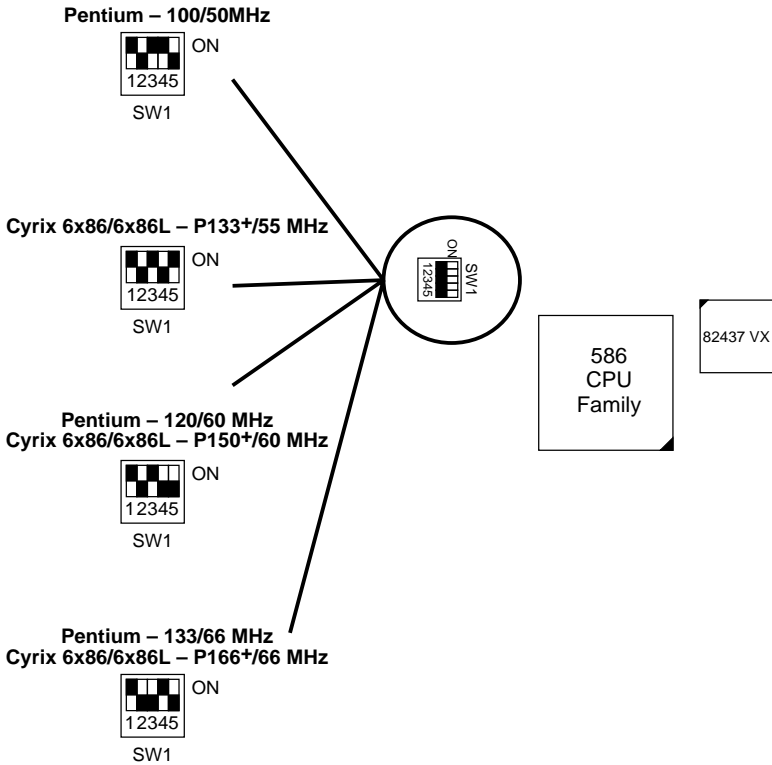 Pentium – 100/50MHz
ON
12345
SW1
Cyrix 6x86/6x86L – P133+/55 MHz
ON
12345
SW1
ON
12345
SW1
586
CPU
Family
82437 VX
Pentium – 120/60 MHz
Cyrix 6x86/6x86L – P150+/60 MHz
ON
12345
SW1
Pentium – 133/66 MHz
Cyrix 6x86/6x86L – P166+/66 MHz
ON
12345
SW1